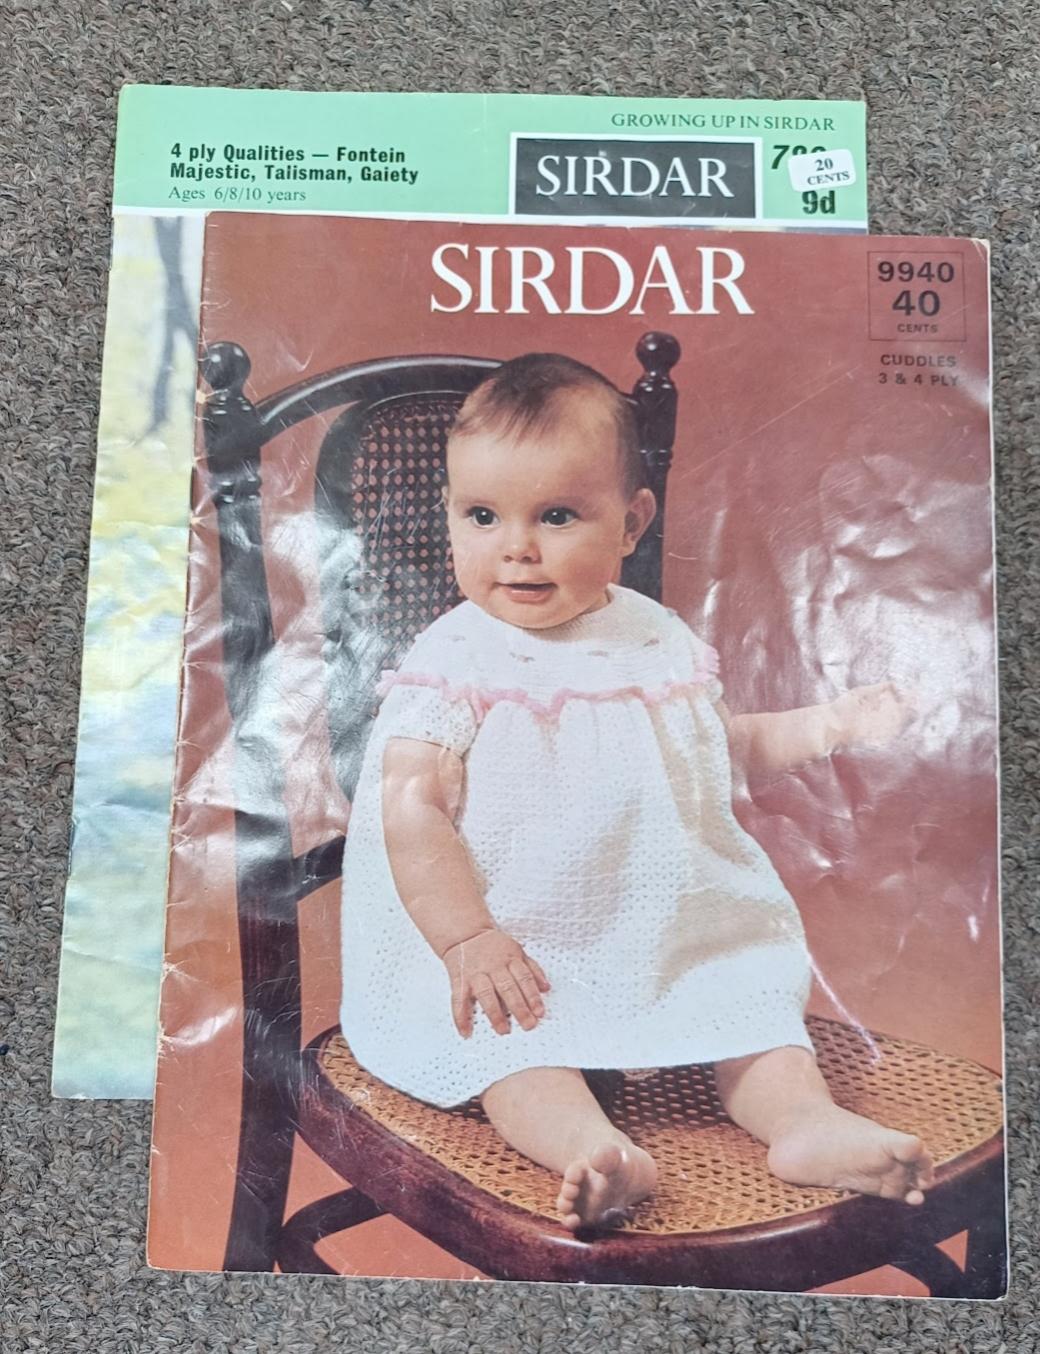 GROWING UP IN SIRDAR
4 ply Qualities — Fontein
Majestic, Talisman, Gaiety
Ages 6/8/10 years
SIRDAR
20
CENTS
9d
SIRDAR
9940
40
CENTS
CUDDLES
3 & 4 PLY